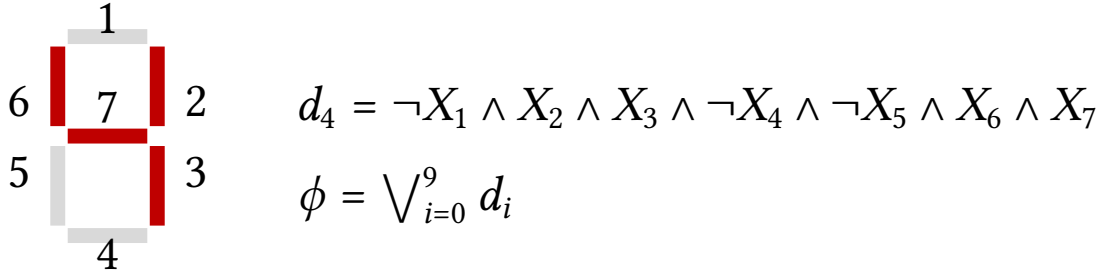 1
6 7 2
d₄ = ¬X₁ ∧ X₂ ∧ X₃ ∧ ¬X₄ ∧ ¬X₅ ∧ X₆ ∧ X₇
5 3
ϕ = ⋁⁹ᵢ₌₀ dᵢ
4